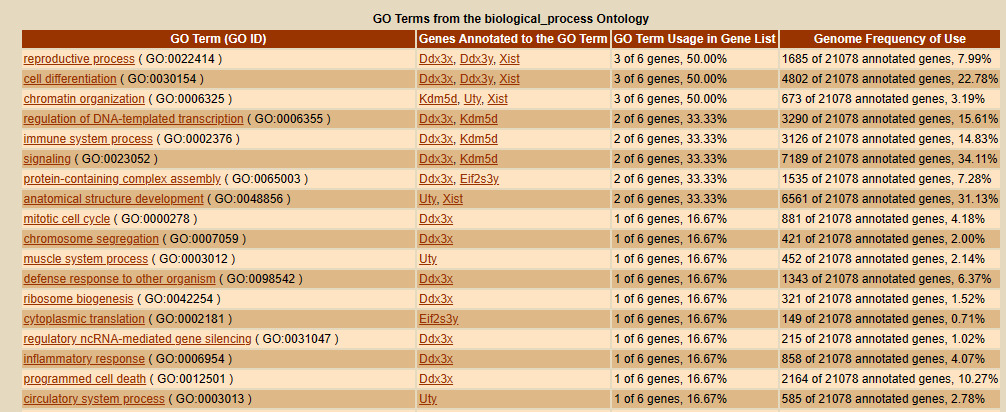 GO Terms from the biological_process Ontology
GO Term (GO ID) Genes Annotated to the GO Term GO Term Usage in Gene List Genome Frequency of Use
reproductive process ( GO:0022414 ) Ddx3x, Ddx3y, Xist 3 of 6 genes, 50.00% 1685 of 21078 annotated genes, 7.99%
cell differentiation ( GO:0030154 ) Ddx3x, Ddx3y, Xist 3 of 6 genes, 50.00% 4802 of 21078 annotated genes, 22.78%
chromatin organization ( GO:0006325 ) Kdm5d, Uty, Xist 3 of 6 genes, 50.00% 673 of 21078 annotated genes, 3.19%
regulation of DNA-templated transcription ( GO:0006355 ) Ddx3x, Kdm5d 2 of 6 genes, 33.33% 3290 of 21078 annotated genes, 15.61%
immune system process ( GO:0002376 ) Ddx3x, Kdm5d 2 of 6 genes, 33.33% 3126 of 21078 annotated genes, 14.83%
signaling ( GO:0023052 ) Ddx3x, Kdm5d 2 of 6 genes, 33.33% 7189 of 21078 annotated genes, 34.11%
protein-containing complex assembly ( GO:0065003 ) Ddx3x, Eif2s3y 2 of 6 genes, 33.33% 1535 of 21078 annotated genes, 7.28%
anatomical structure development ( GO:0048856 ) Uty, Xist 2 of 6 genes, 33.33% 6561 of 21078 annotated genes, 31.13%
mitotic cell cycle ( GO:0000278 ) Ddx3x 1 of 6 genes, 16.67% 881 of 21078 annotated genes, 4.18%
chromosome segregation ( GO:0007059 ) Ddx3x 1 of 6 genes, 16.67% 421 of 21078 annotated genes, 2.00%
muscle system process ( GO:0003012 ) Uty 1 of 6 genes, 16.67% 452 of 21078 annotated genes, 2.14%
defense response to other organism ( GO:0098542 ) Ddx3x 1 of 6 genes, 16.67% 1343 of 21078 annotated genes, 6.37%
ribosome biogenesis ( GO:0042254 ) Ddx3x 1 of 6 genes, 16.67% 321 of 21078 annotated genes, 1.52%
cytoplasmic translation ( GO:0002181 ) Eif2s3y 1 of 6 genes, 16.67% 149 of 21078 annotated genes, 0.71%
regulatory ncRNA-mediated gene silencing ( GO:0031047 ) Ddx3x 1 of 6 genes, 16.67% 215 of 21078 annotated genes, 1.02%
inflammatory response ( GO:0006954 ) Ddx3x 1 of 6 genes, 16.67% 858 of 21078 annotated genes, 4.07%
programmed cell death ( GO:0012501 ) Ddx3x 1 of 6 genes, 16.67% 2164 of 21078 annotated genes, 10.27%
circulatory system process ( GO:0003013 ) Uty 1 of 6 genes, 16.67% 585 of 21078 annotated genes, 2.78%